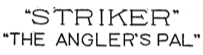 "STRIKER"
"THE ANGLER'S PAL"